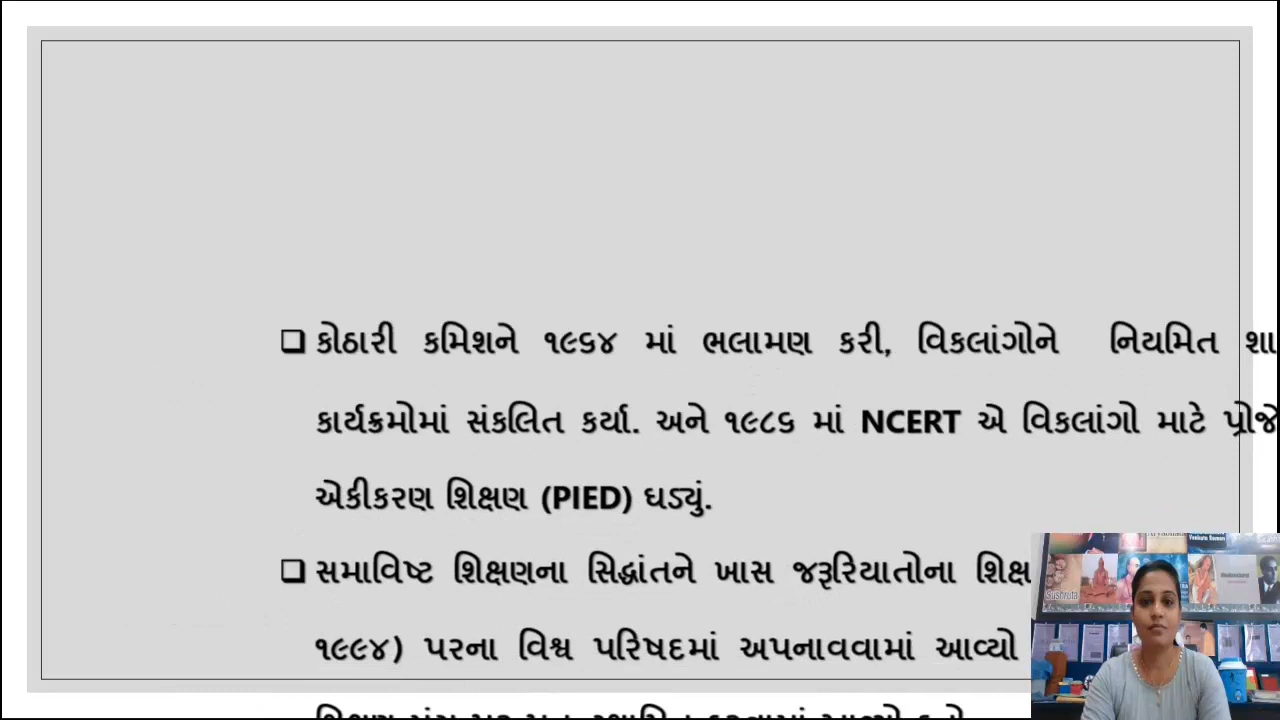 ❑ કોઠારી કમિશને ૧૯૬૪ માં ભલામણ કરી, વિકલાંગોને નિયમિત
કાર્યક્રમોમાં સંકલિત કર્યા. અને ૧૯૮૬ માં NCERT એ વિકલાંગો માટે
એકીકરણ શિક્ષણ (PIED) ઘડ્યું.
❑ સમાવિષ્ટ શિક્ષણના સિદ્ધાંતને ખાસ જરૂરિયાતોના
૧૯૯૪) પરના વિશ્વ પરિષદમાં અપનાવવામાં આવ્યો
Sushruta